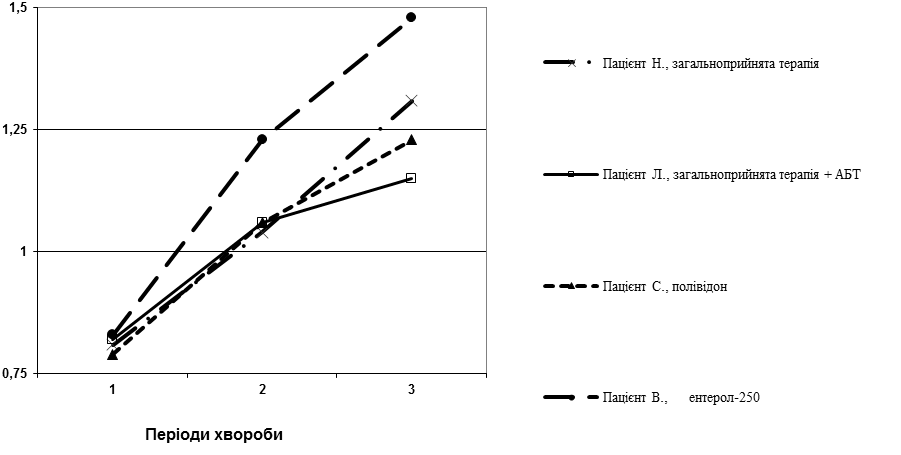 1,5
1,25
1
0,75
1 2 3
Періоди хвороби
Пацієнт Н., загальноприйнята терапія
Пацієнт Л., загальноприйнята терапія + АБТ
Пацієнт С., полівідон
Пацієнт В., ентерол-250